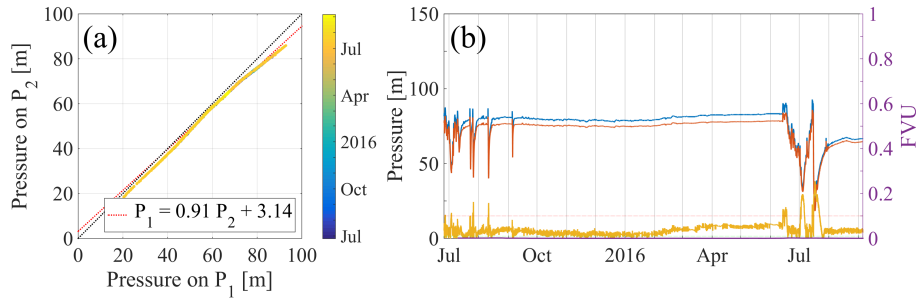 (a)
100
80
60
40
20
0
0 20 40 60 80 100
Pressure on P2 [m]
Pressure on P1 [m]
P1 = 0.91 P2 + 3.14
Jul
Apr
2016
Oct
Jul
(b)
150
100
50
0
Pressure [m]
Jul Oct 2016 Apr Jul
1
0.8
0.6
0.4
0.2
0
FVU